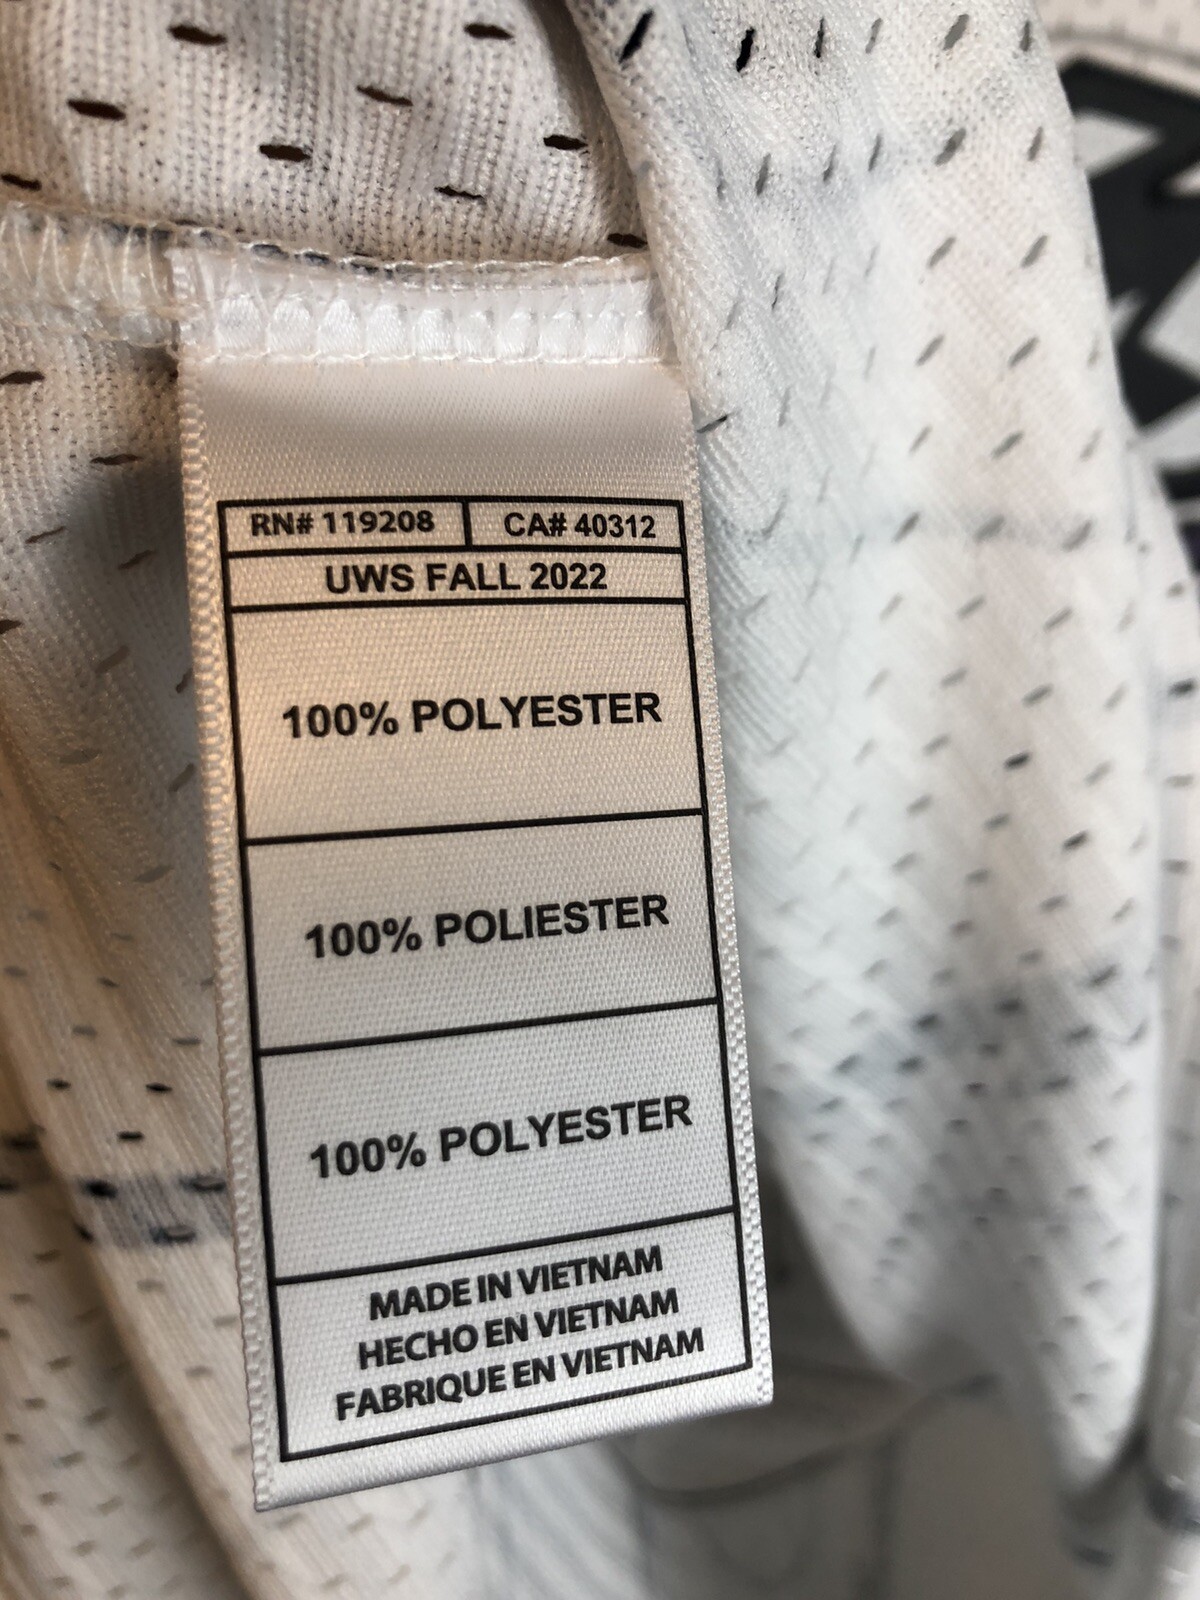 RN# 119208 CA# 40312
UWS FALL 2022
100% POLYESTER
100% POLIESTER
100% POLYESTER
MADE IN VIETNAM
HECHO EN VIETNAM
FABRIQUE EN VIETNAM